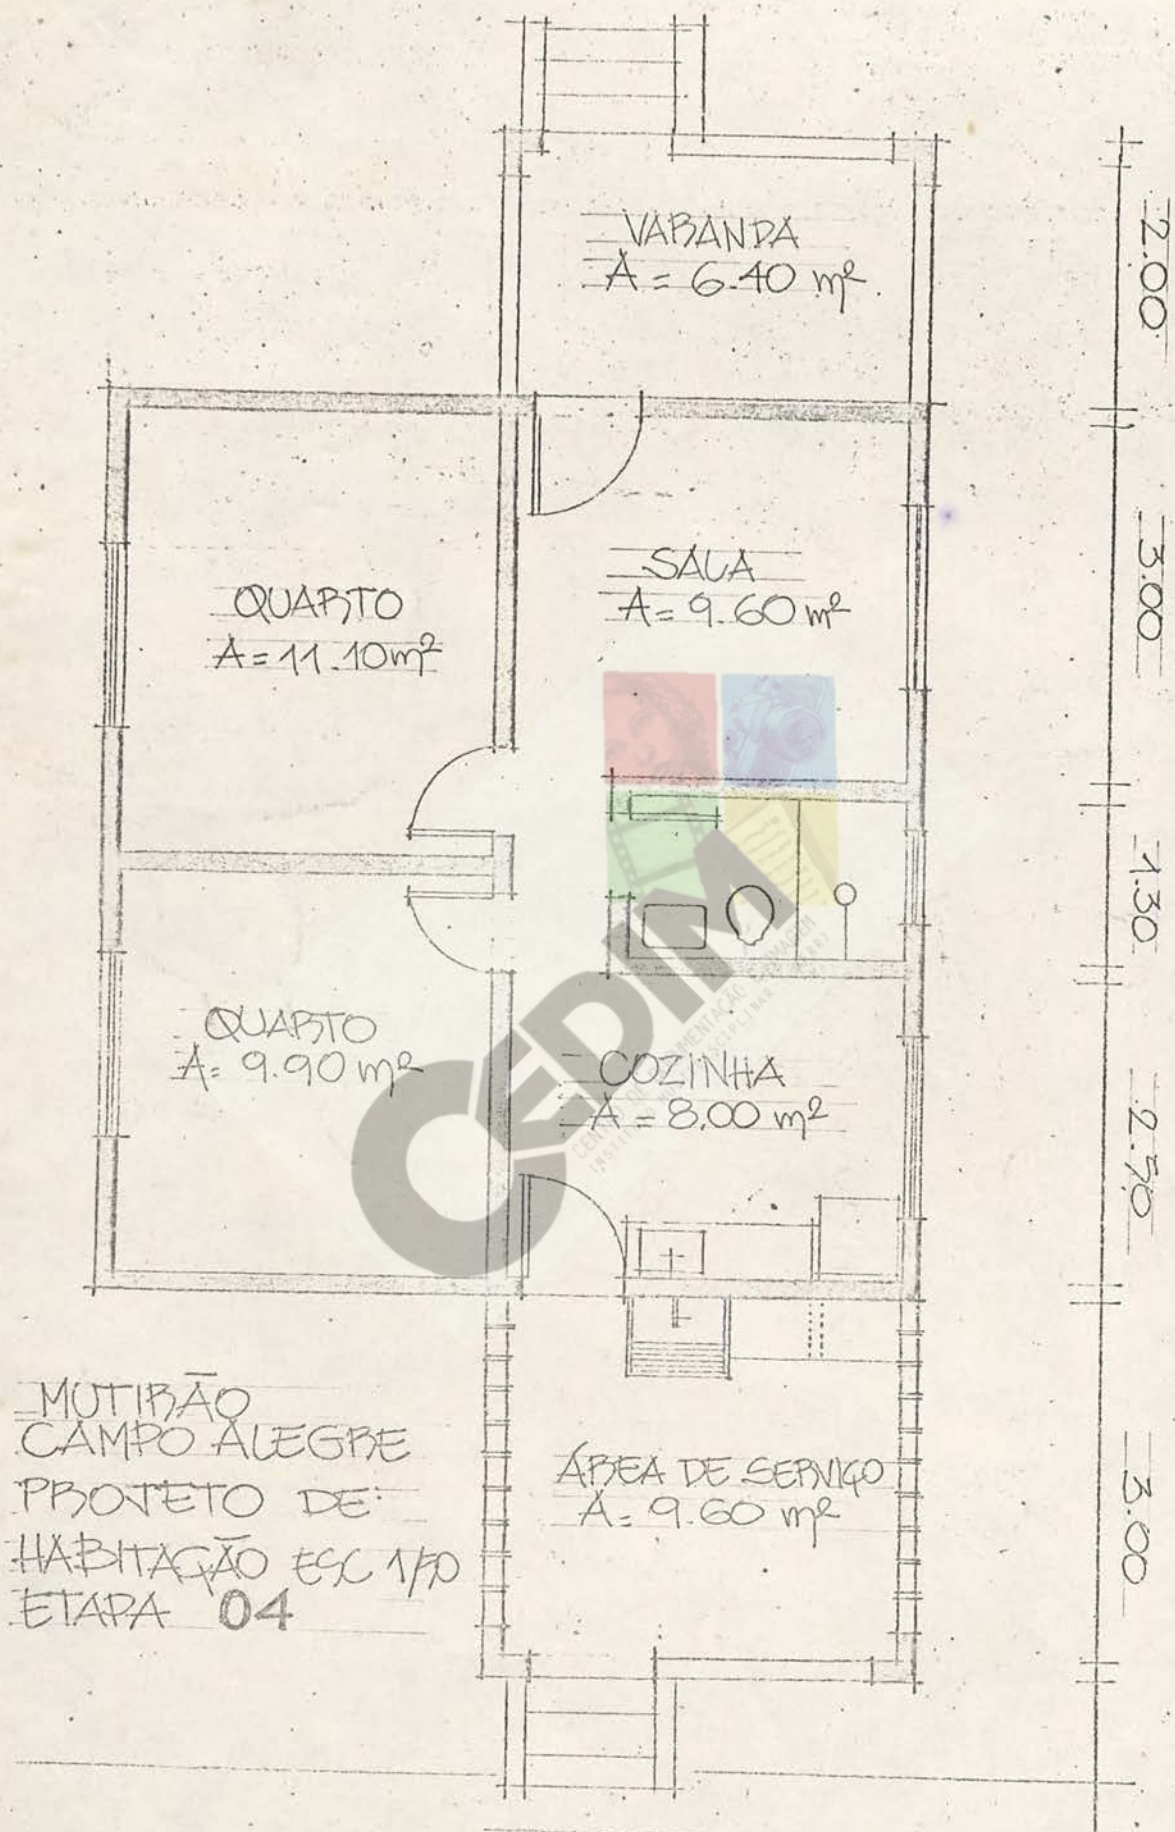 VARANDA
A = 6.40 m²
2.00
SALA
A = 9.60 m²
3.00
QUARTO
A = 11.10 m²
1.30
QUARTO
A = 9.90 m²
COZINHA
A = 8.00 m²
2.50
CEDIM
ÁREA DE SERVIÇO
A = 9.60 m²
3.00
MUTIRÃO
CAMPO ALEGRE
PROJETO DE
HABITAÇÃO ESC 1/50
ETAPA 04